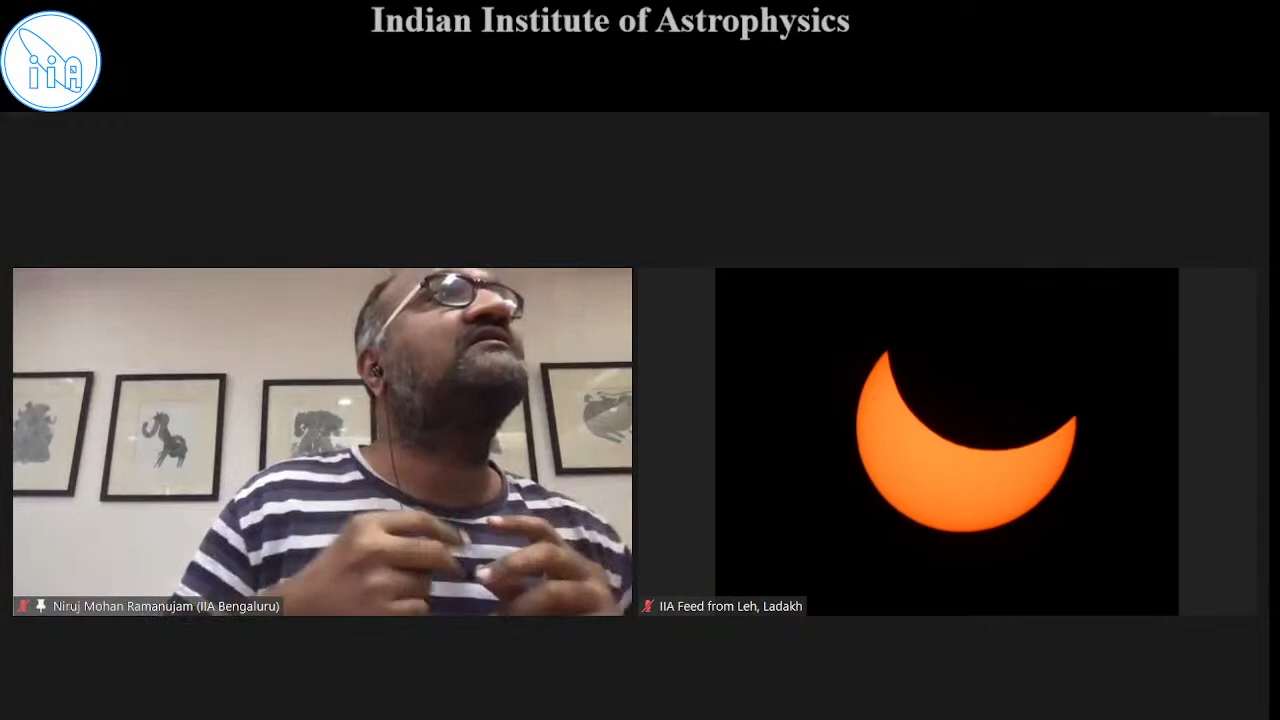 Indian Institute of Astrophysics
iiA
Niruj Mohan Ramanujam (IIA Bengaluru)
IIA Feed from Leh, Ladakh